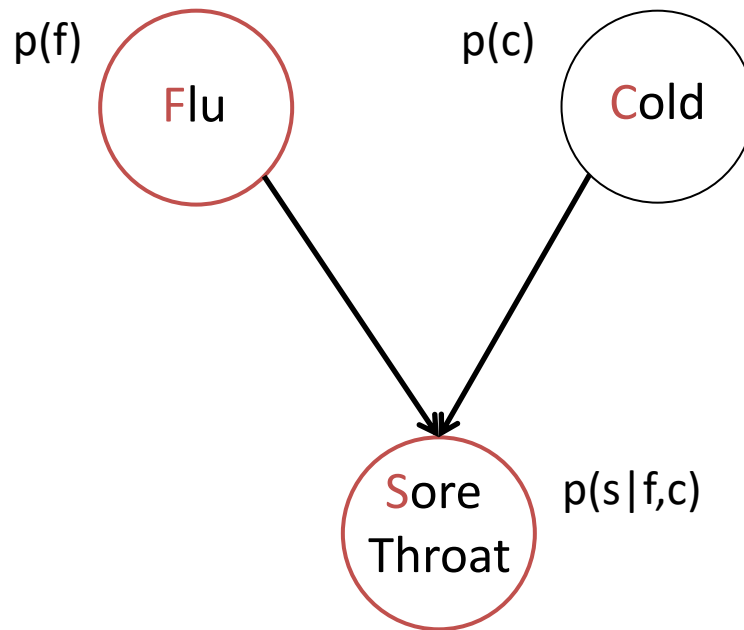 p(f)
Flu
p(c)
Cold
Sore
Throat
p(s|f,c)